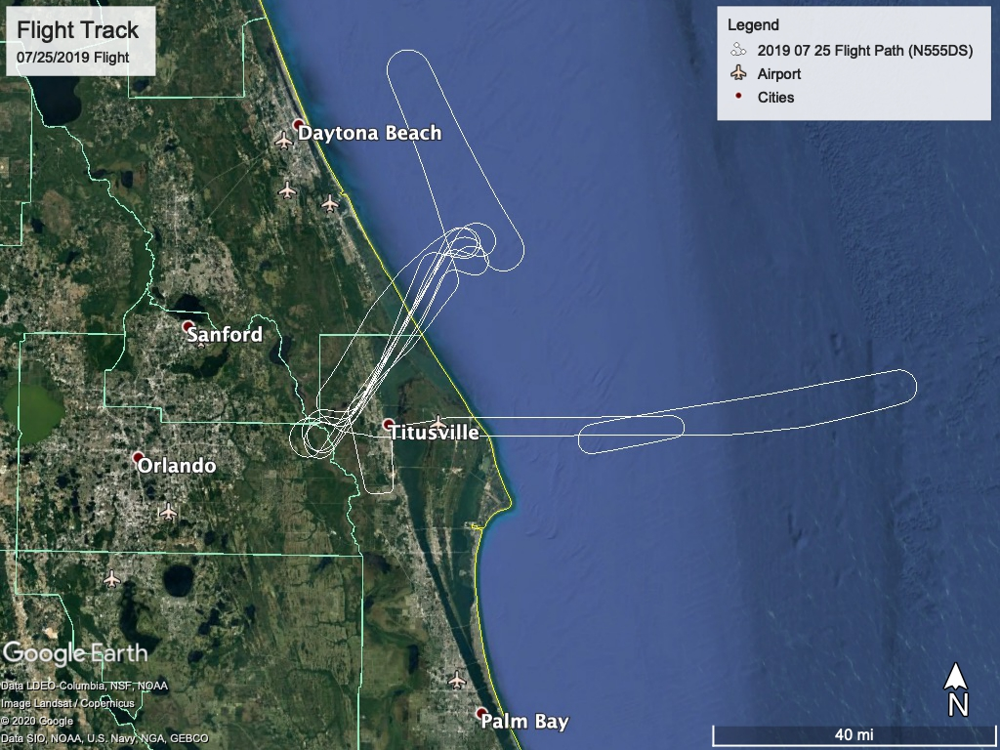 Flight Track
07/25/2019 Flight
Legend
2019 07 25 Flight Path (N555DS)
Airport
Cities
Daytona Beach
Sanford
Titusville
Orlando
Palm Bay
Google Earth
Data LDEO-Columbia, NSF, NOAA
Image Landsat / Copernicus
© 2020 Google
Data SIO, NOAA, U.S. Navy, NGA, GEBCO
N
40 mi